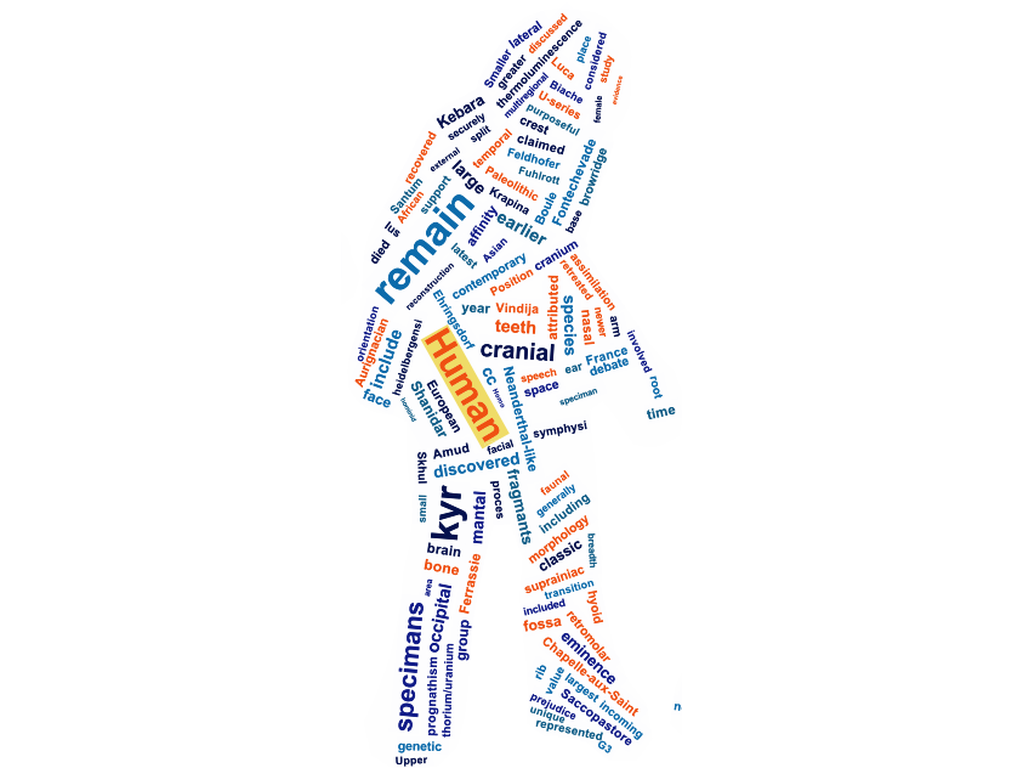 Smaller
lateral
discussed
greater
thermoluminescence
place
considered
Luca
study
evidence
multiregional
Biache
U-series
female
purposeful
Kebara
securely
split
crest
claimed
recovered
external
temporal
Feldhofer
Fontechevade
browridge
large
Fuhlrott
Paleolithic
Santum
support
African
Krapina
Boule
remain
affinity
earlier
base
lus
died
latest
Asian
cranium
contemporary
assimilation
reconstruction
Position
retreated
Ehringsdorf
year
Vindija
attributed
species
nasal
newer
arm
teeth
orientation
Aurignacian
include
heidelbergensi
Human
cranial
involved
France
debate
ear
face
hominid
Shanidar
European
cc
Homo
Neanderthal-like
speech
space
speciman
root
time
symphysi
facial
Amud
Skhul
discovered
fragmants
proces
small
kyr
mantal
faunal
generally
including
morphology
classic
breadth
brain
bone
Ferrassie
suprainiac
transition
included
hyoid
fossa
retromolar
area
specimans
prognathism
occipital
thorium/uranium
group
eminence
Chapelle-aux-Saint
rib
value
largest
incoming
Saccopastore
prejudice
unique
represented
G3
n
genetic
Upper